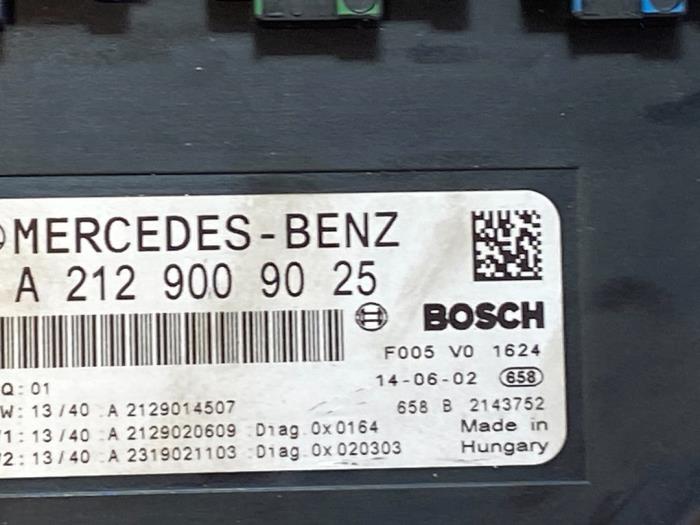 MERCEDES-BENZ
A 212 900 90 25
BOSCH
F005 V0 1624
14-06-02 658
Q:01
W:13/40 :A 2129014507
658 B 2143752
1:13/40 :A 2129020609 :Diag.0x0164
Made in
2:13/40 :A 2319021103 :Diag.0x020303
Hungary